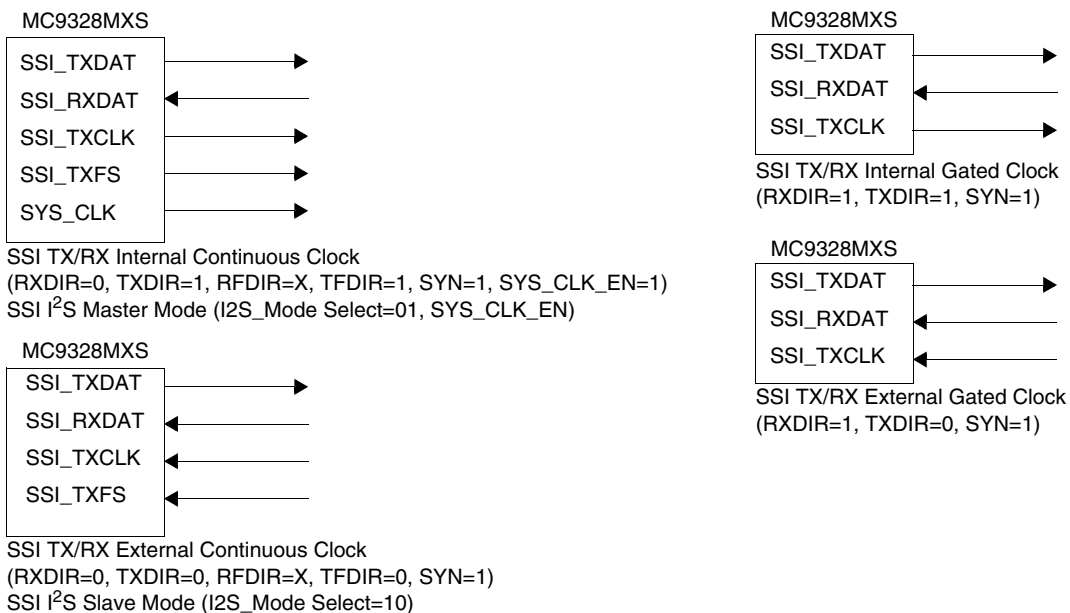 MC9328MXS
SSI_TXDAT
SSI_RXDAT
SSI_TXCLK
SSI_TXFS
SYS_CLK
SSI TX/RX Internal Continuous Clock
(RXDIR=0, TXDIR=1, RFDIR=X, TFDIR=1, SYN=1, SYS_CLK_EN=1)
SSI I²S Master Mode (I2S_Mode Select=01, SYS_CLK_EN)
MC9328MXS
SSI_TXDAT
SSI_RXDAT
SSI_TXCLK
SSI_TXFS
SSI TX/RX External Continuous Clock
(RXDIR=0, TXDIR=0, RFDIR=X, TFDIR=0, SYN=1)
SSI I²S Slave Mode (I2S_Mode Select=10)
MC9328MXS
SSI_TXDAT
SSI_RXDAT
SSI_TXCLK
SSI TX/RX Internal Gated Clock
(RXDIR=1, TXDIR=1, SYN=1)
MC9328MXS
SSI_TXDAT
SSI_RXDAT
SSI_TXCLK
SSI TX/RX External Gated Clock
(RXDIR=1, TXDIR=0, SYN=1)